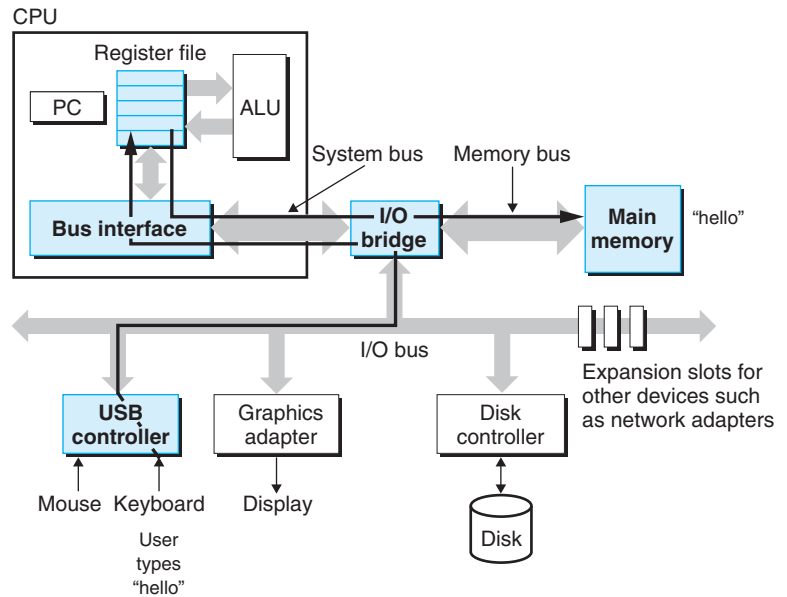 CPU
Register file
PC
ALU
System bus
Memory bus
Bus interface
I/O
bridge
Main
memory
“hello”
I/O bus
Expansion slots for
other devices such
as network adapters
USB
controller
Graphics
adapter
Disk
controller
Mouse
Keyboard
Display
Disk
User
types
“hello”